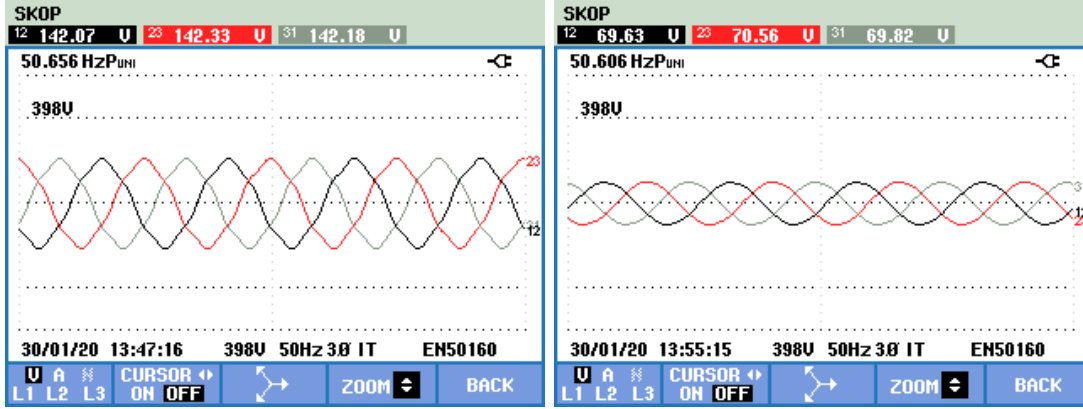 SKOP
12 142.07 V 23 142.33 V 31 142.18 V
50.656 HzPUNI
398V
23
31
12
30/01/20 13:47:16 398V 50Hz 3Ø IT EN50160
V A N
L1 L2 L3
CURSOR
ON OFF
ZOOM
BACK
SKOP
12 69.63 V 23 70.56 V 31 69.82 V
50.606 HzPUNI
398V
3
12
2
30/01/20 13:55:15 398V 50Hz 3Ø IT EN50160
V A N
L1 L2 L3
CURSOR
ON OFF
ZOOM
BACK